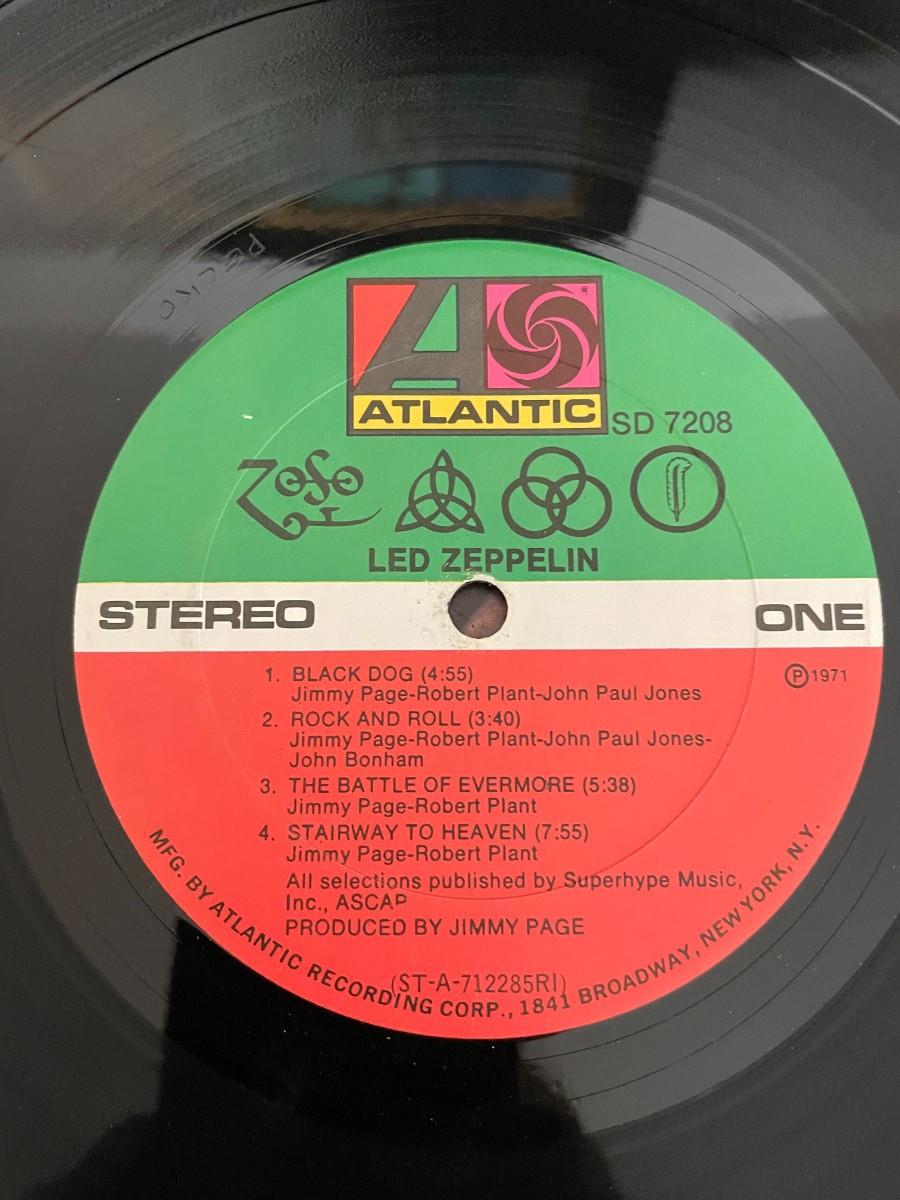 PECKO
ATLANTIC
®
SD 7208
LED ZEPPELIN
STEREO
ONE
1. BLACK DOG (4:55)
Jimmy Page-Robert Plant-John Paul Jones
℗1971
2. ROCK AND ROLL (3:40)
Jimmy Page-Robert Plant-John Paul Jones-
John Bonham
3. THE BATTLE OF EVERMORE (5:38)
Jimmy Page-Robert Plant
4. STAIRWAY TO HEAVEN (7:55)
Jimmy Page-Robert Plant
All selections published by Superhype Music,
Inc., ASCAP
PRODUCED BY JIMMY PAGE
(ST-A-712285RI)
MFG. BY ATLANTIC RECORDING CORP., 1841 BROADWAY, NEW YORK, N.Y.